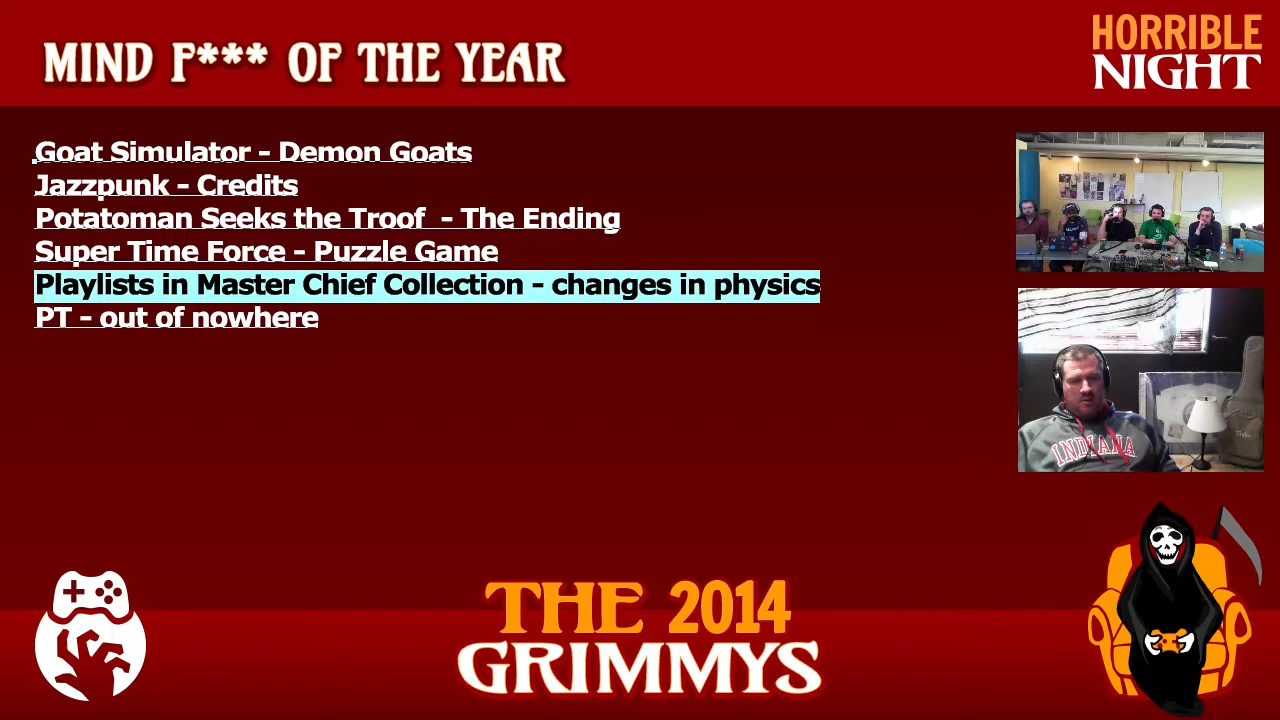 MIND F*** OF THE YEAR
HORRIBLE
NIGHT
Goat Simulator - Demon Goats
Jazzpunk - Credits
Potatoman Seeks the Troof  - The Ending
Super Time Force - Puzzle Game
Playlists in Master Chief Collection - changes in physics
PT - out of nowhere
INDIANA
THE 2014
GRIMMYS